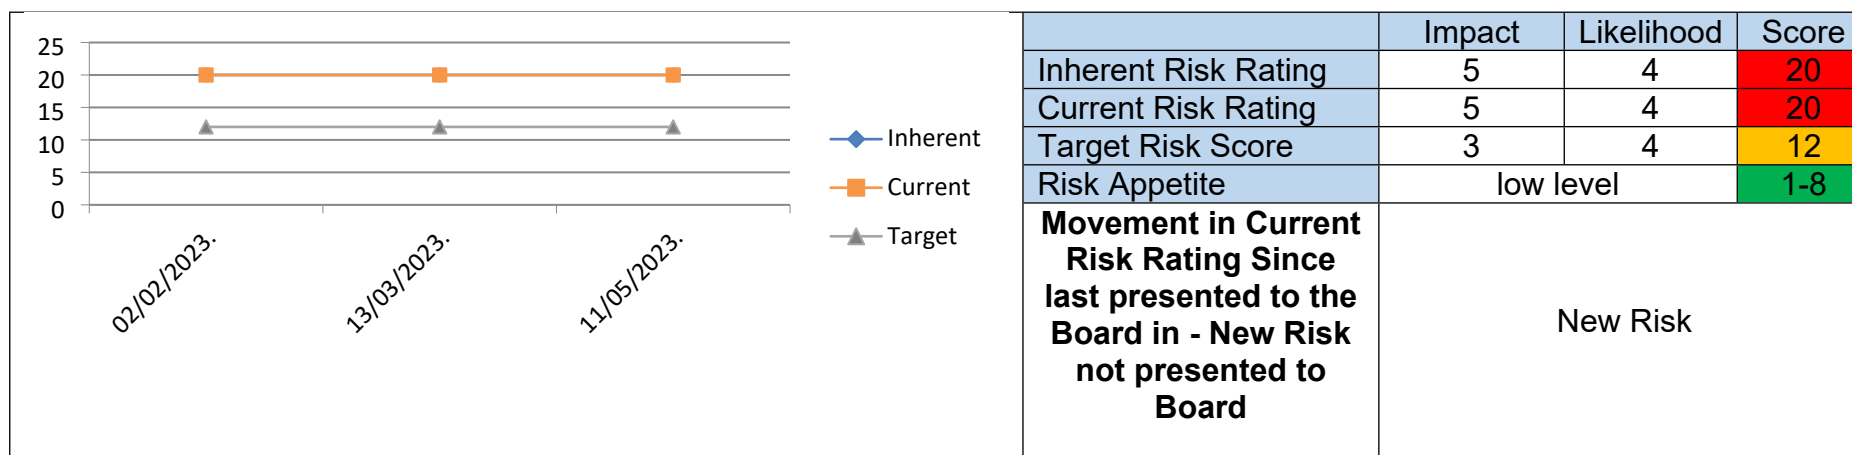 25
20
15
10
5
0
02/02/2023.
13/03/2023.
11/05/2023.
Inherent
Current
Target
Impact Likelihood Score
Inherent Risk Rating 5 4 20
Current Risk Rating 5 4 20
Target Risk Score 3 4 12
Risk Appetite low level 1-8
Movement in Current
Risk Rating Since
last presented to the
Board in - New Risk
not presented to
Board
New Risk